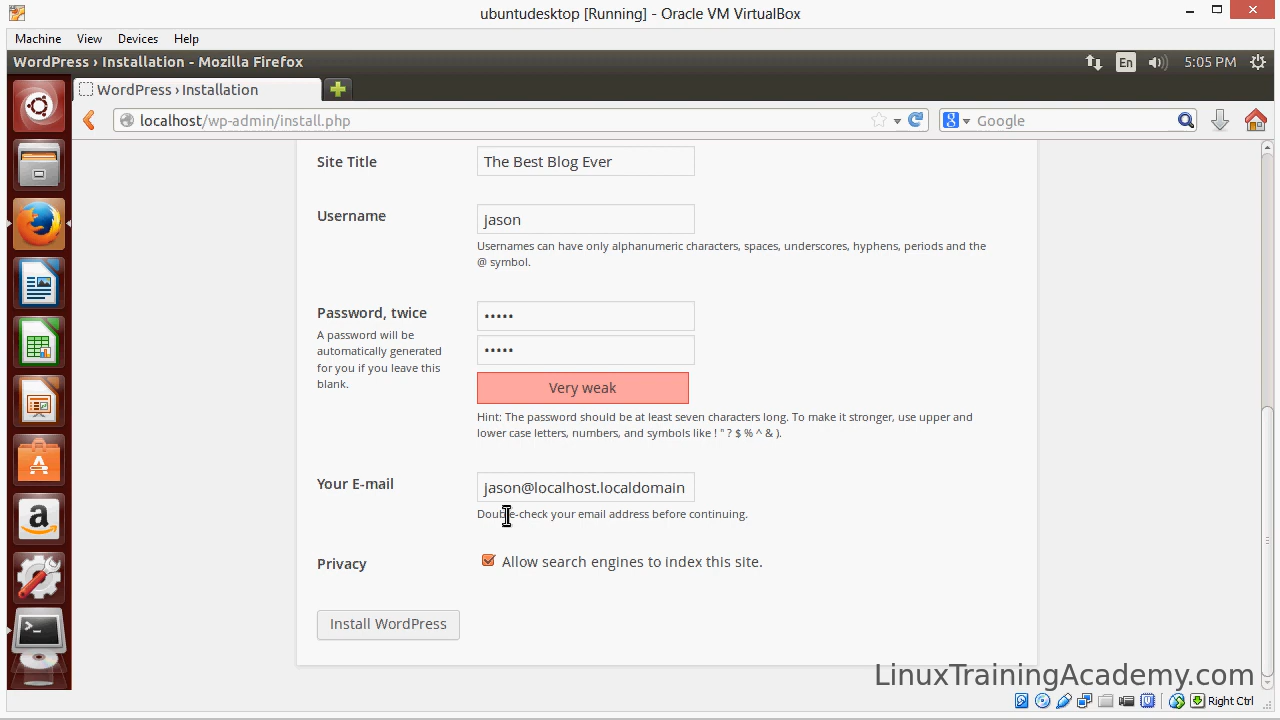 ubuntudesktop [Running] - Oracle VM VirtualBox
Machine View Devices Help
WordPress › Installation - Mozilla Firefox
En
5:05 PM
WordPress › Installation
localhost/wp-admin/install.php
8
Google
Site Title
The Best Blog Ever
Username
jason
Usernames can have only alphanumeric characters, spaces, underscores, hyphens, periods and the
@ symbol.
Password, twice
•••••
A password will be
automatically generated
for you if you leave this
blank.
•••••
Very weak
Hint: The password should be at least seven characters long. To make it stronger, use upper and
lower case letters, numbers, and symbols like ! " ? $ % ^ & ).
Your E-mail
jason@localhost.localdomain
Double-check your email address before continuing.
Privacy
Allow search engines to index this site.
Install WordPress
LinuxTrainingAcademy.com
Right Ctrl